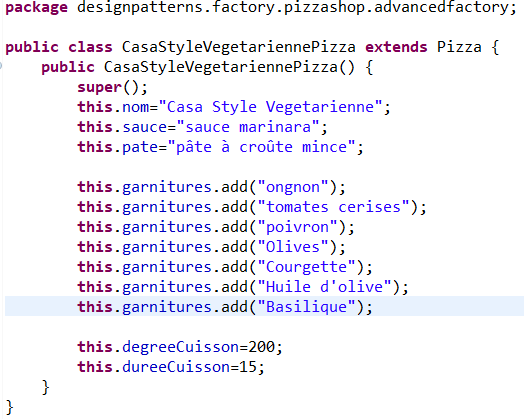 package designpatterns.factory.pizzashop.advancedfactory;
public class CasaStyleVegetariennePizza extends Pizza {
public CasaStyleVegetariennePizza() {
super();
this.nom="Casa Style Vegetarienne";
this.sauce="sauce marinara";
this.pate="pâte à croûte mince";
this.garnitures.add("ongnon");
this.garnitures.add("tomates cerises");
this.garnitures.add("poivron");
this.garnitures.add("Olives");
this.garnitures.add("Courgette");
this.garnitures.add("Huile d'olive");
this.garnitures.add("Basilique");
this.degreeCuisson=200;
this.dureeCuisson=15;
}
}